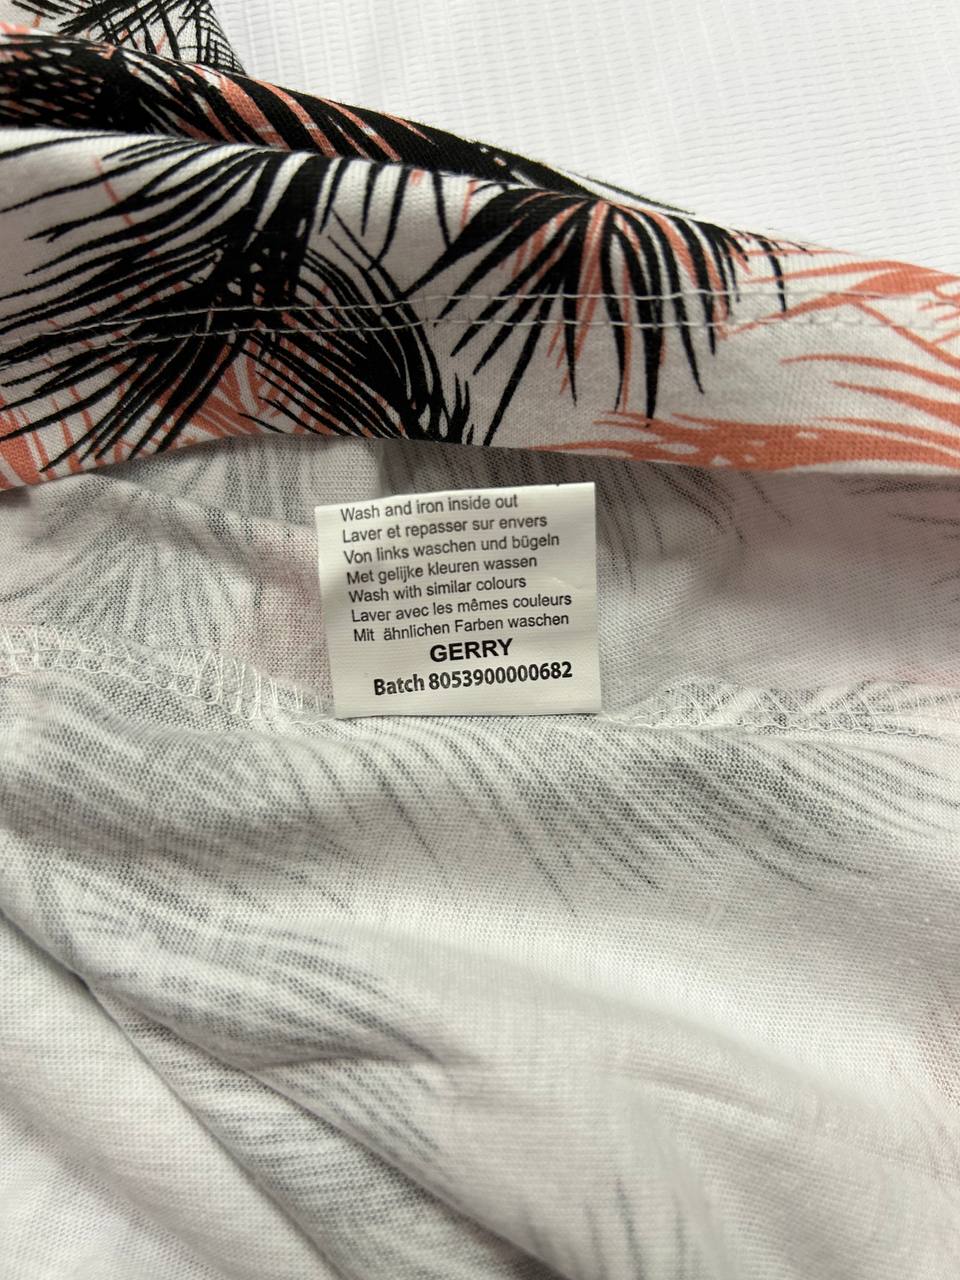 Wash and iron inside out
Laver et repasser sur envers
Von links waschen und bügeln
Met gelijke kleuren wassen
Wash with similar colours
Laver avec les mêmes couleurs
Mit ähnlichen Farben waschen
GERRY
Batch 8053900000682